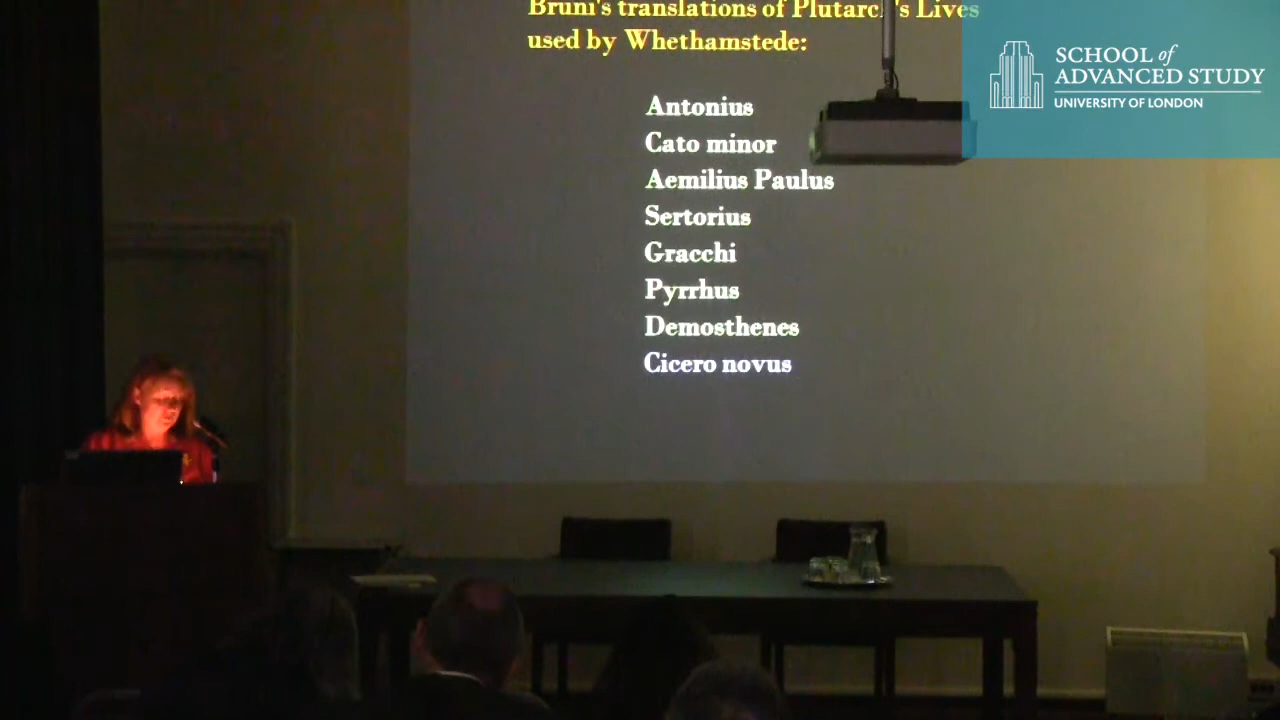 Bruni's translations of Plutarch's Lives
used by Whethamstede:
Antonius
Cato minor
Aemilius Paulus
Sertorius
Gracchi
Pyrrhus
Demosthenes
Cicero novus
SCHOOL of
ADVANCED STUDY
UNIVERSITY OF LONDON